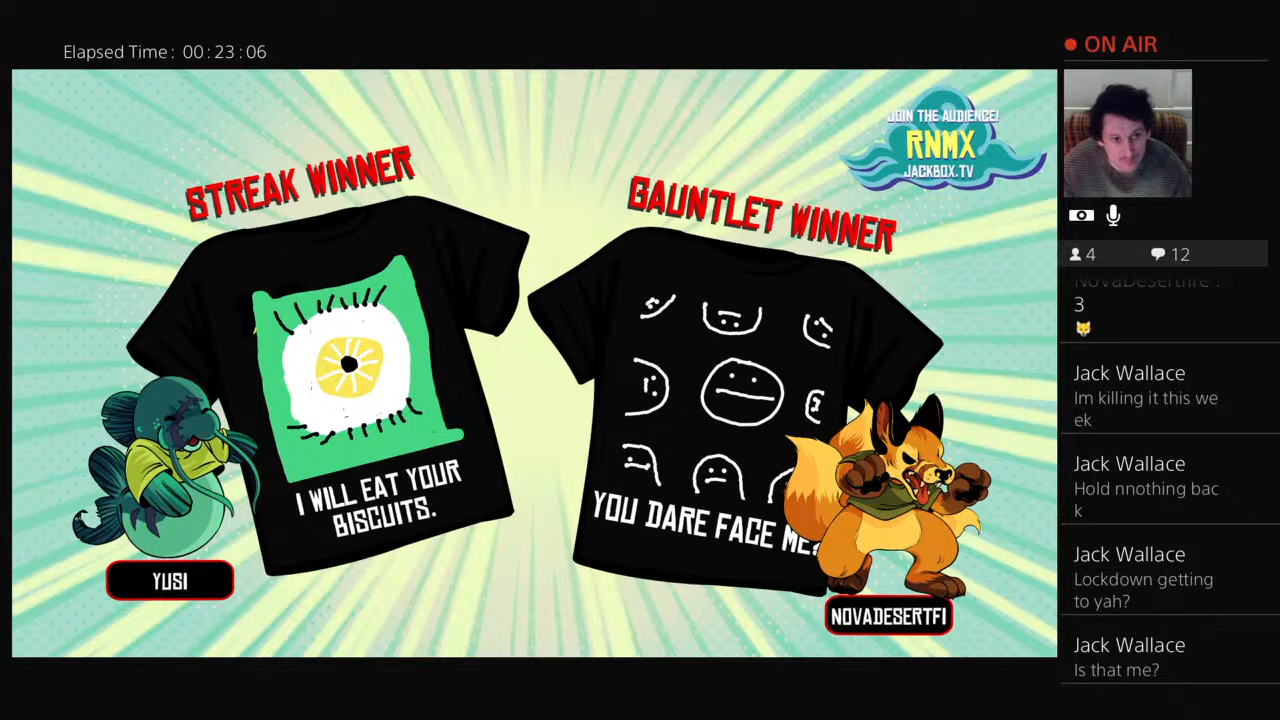 Elapsed Time: 00:23:06
ON AIR
JOIN THE AUDIENCE!
RNMX
JACKBOX.TV
STREAK WINNER
GAUNTLET WINNER
I WILL EAT YOUR
BISCUITS.
YOU DARE FACE ME?
YUSI
NOVADESERTFI
4
12
NovaDesertfire :
3
Jack Wallace
Im killing it this we
ek
Jack Wallace
Hold nnothing bac
k
Jack Wallace
Lockdown getting
to yah?
Jack Wallace
Is that me?